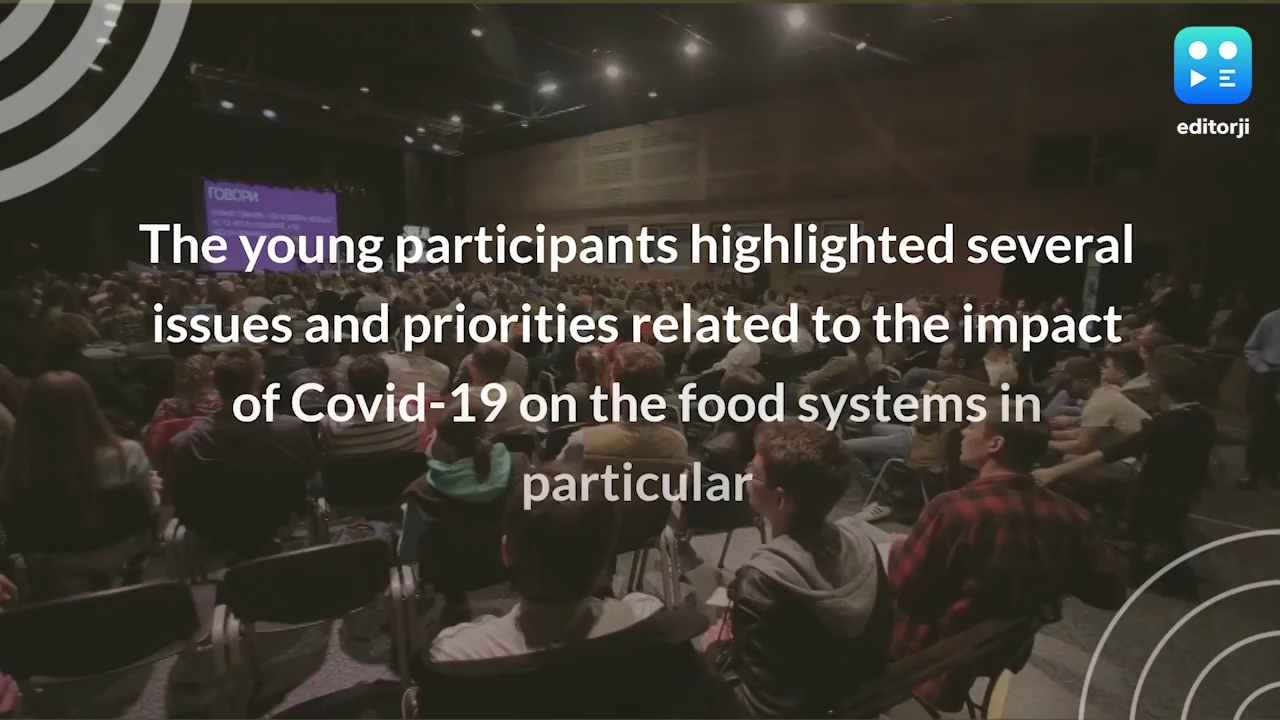 editorji
ГОВОРИ
The young participants highlighted several
issues and priorities related to the impact
of Covid-19 on the food systems in
particular